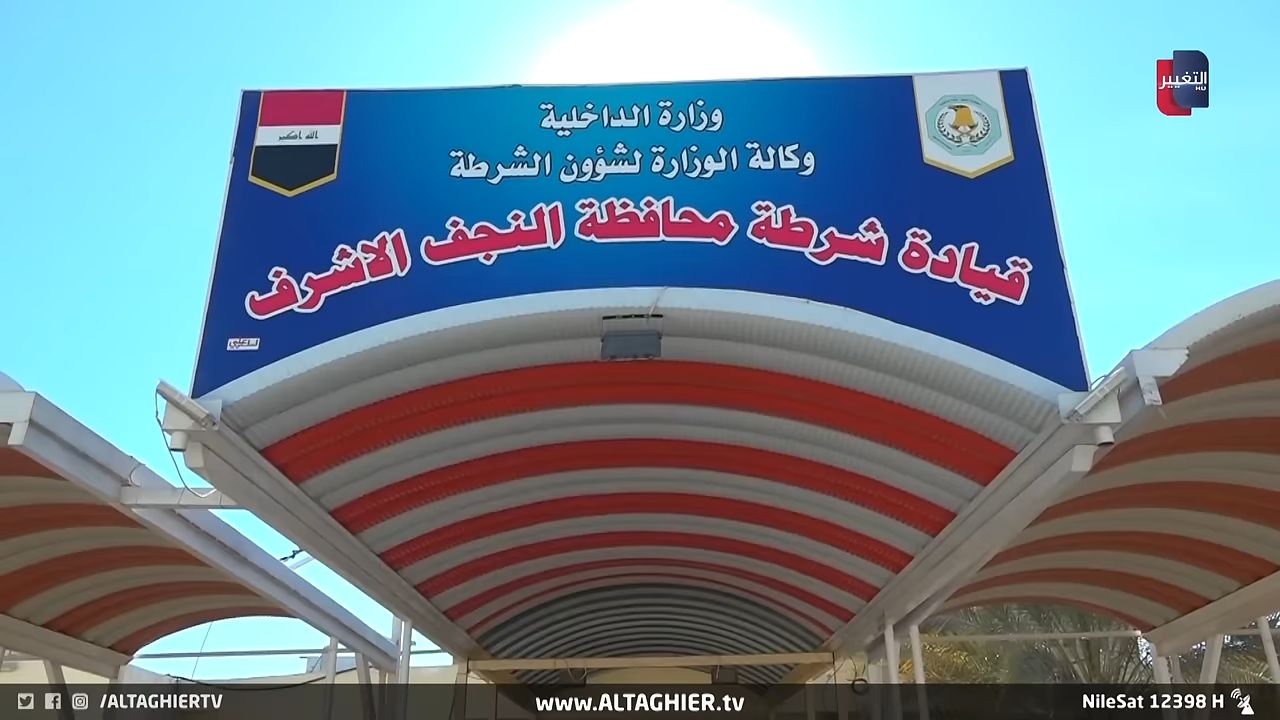 التغيير
HD
الله اكبر
وزارة الداخلية
وكالة الوزارة لشؤون الشرطة
قيادة شرطة محافظة النجف الاشرف
/ALTAGHIERTV
www.ALTAGHIER.tv
NileSat 12398 H